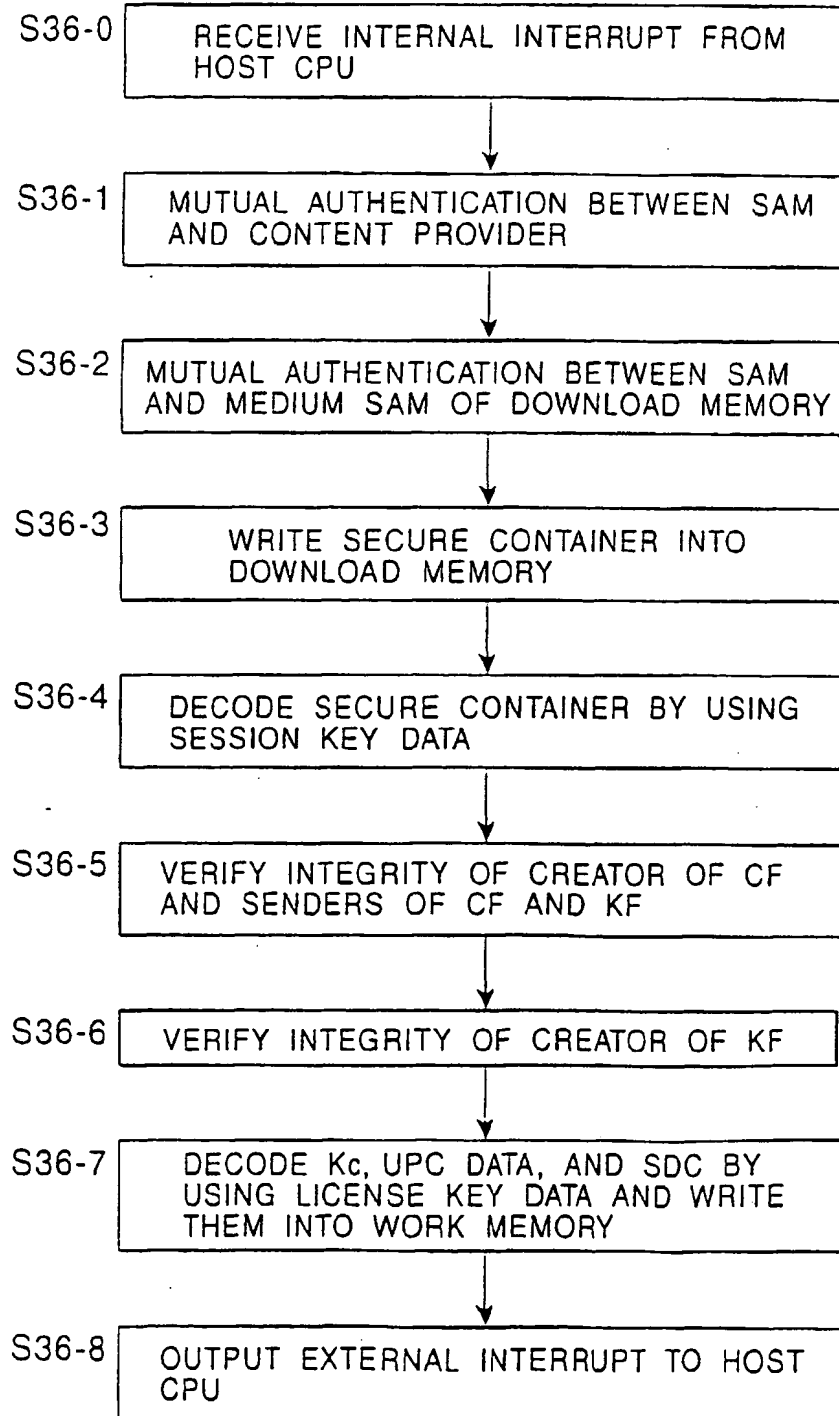 S36-0
RECEIVE INTERNAL INTERRUPT FROM
HOST CPU
S36-1
MUTUAL AUTHENTICATION BETWEEN SAM
AND CONTENT PROVIDER
S36-2
MUTUAL AUTHENTICATION BETWEEN SAM
AND MEDIUM SAM OF DOWNLOAD MEMORY
S36-3
WRITE SECURE CONTAINER INTO
DOWNLOAD MEMORY
S36-4
DECODE SECURE CONTAINER BY USING
SESSION KEY DATA
S36-5
VERIFY INTEGRITY OF CREATOR OF CF
AND SENDERS OF CF AND KF
S36-6
VERIFY INTEGRITY OF CREATOR OF KF
S36-7
DECODE Kc, UPC DATA, AND SDC BY
USING LICENSE KEY DATA AND WRITE
THEM INTO WORK MEMORY
S36-8
OUTPUT EXTERNAL INTERRUPT TO HOST
CPU